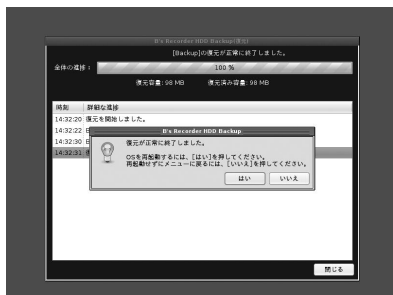 B's Recorder HDD Backup(復元)
[Backup]の復元が正常に終了しました。
全体の進捗： 100 %
復元容量: 98 MB 復元済み容量: 98 MB
時刻 詳細な進捗
14:32:20 復元を開始しました。
14:32:22
14:32:30
14:32:31
B's Recorder HDD Backup
復元が正常に終了しました。
OSを再起動するには、[はい]を押してください。
再起動せずにメニューに戻るには、[いいえ]を押してください。
はい いいえ
閉じる